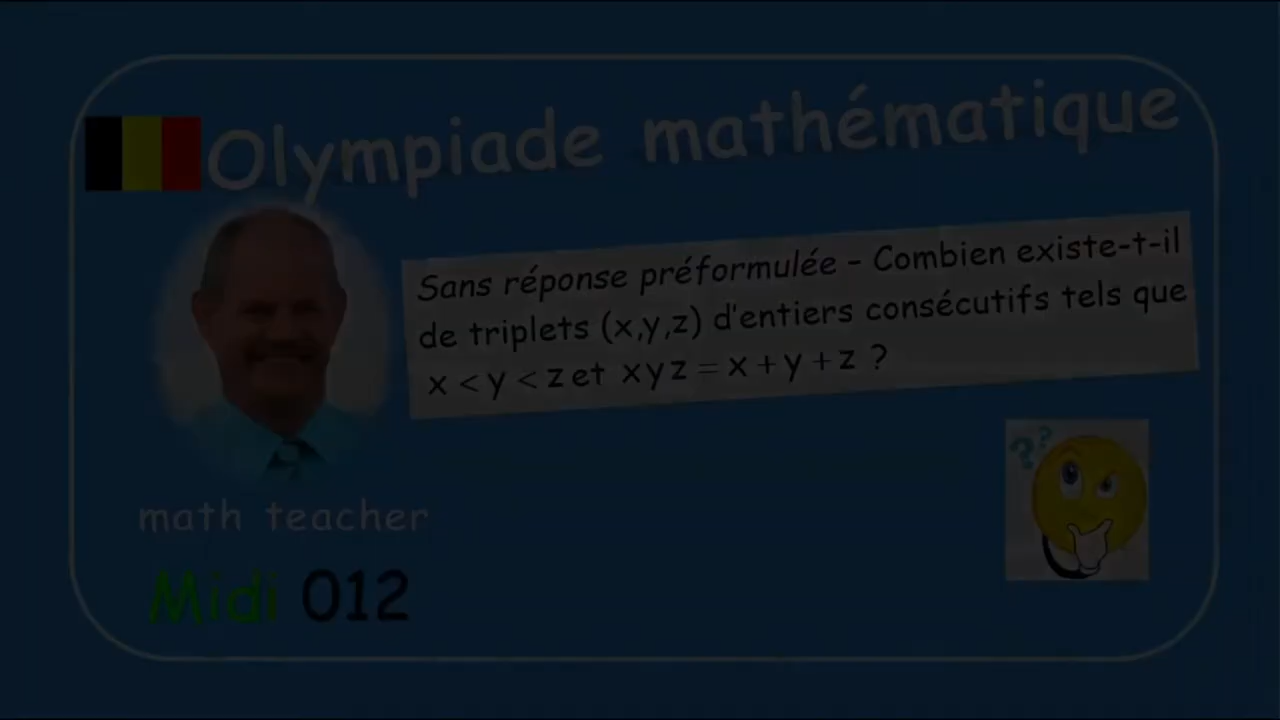 Olympiade mathématique
Sans réponse préformulée - Combien existe-t-il
de triplets (x,y,z) d'entiers consécutifs tels que
x < y < z et x y z = x + y + z ?
??
math teacher
Midi 012